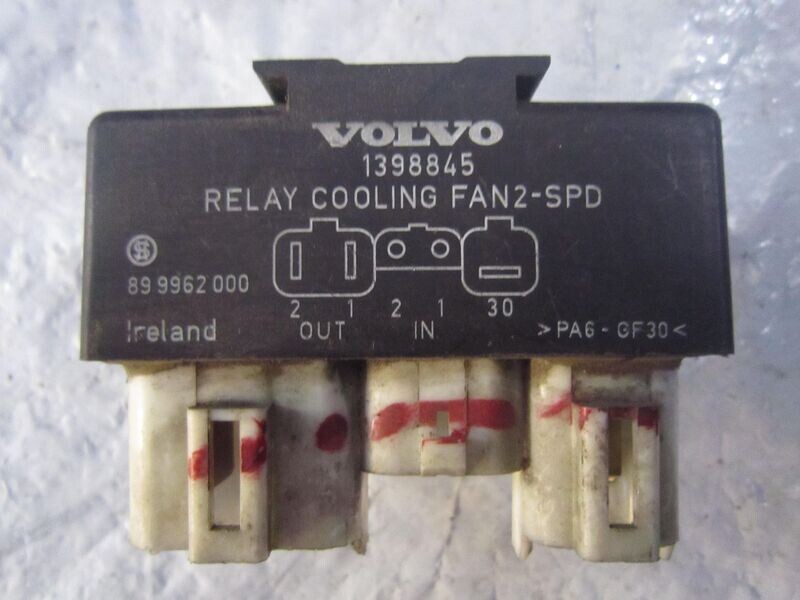 VOLVO
1398845
RELAY COOLING FAN2-SPD
89 9962 000
2 1 2 1 30
Ireland OUT IN >PA6-GF30<